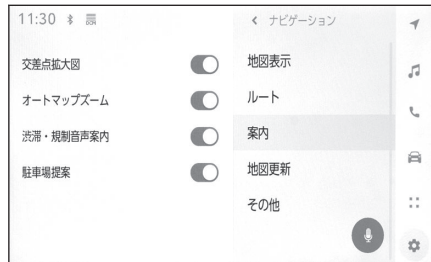 11:30
交差点拡大図
オートマップズーム
渋滞・規制音声案内
駐車場提案
ナビゲーション
地図表示
ルート
案内
地図更新
その他